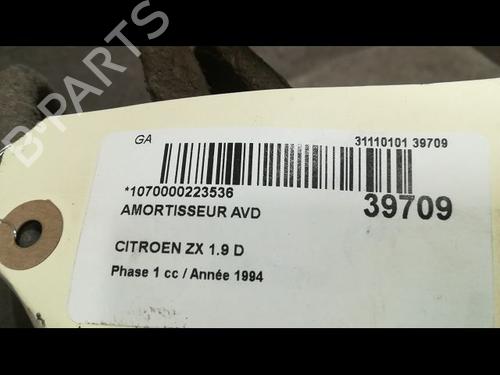 B-PARTS
GA
31110101 39709
*1070000223536
39709
AMORTISSEUR AVD
CITROEN ZX 1.9 D
Phase 1 cc / Année 1994